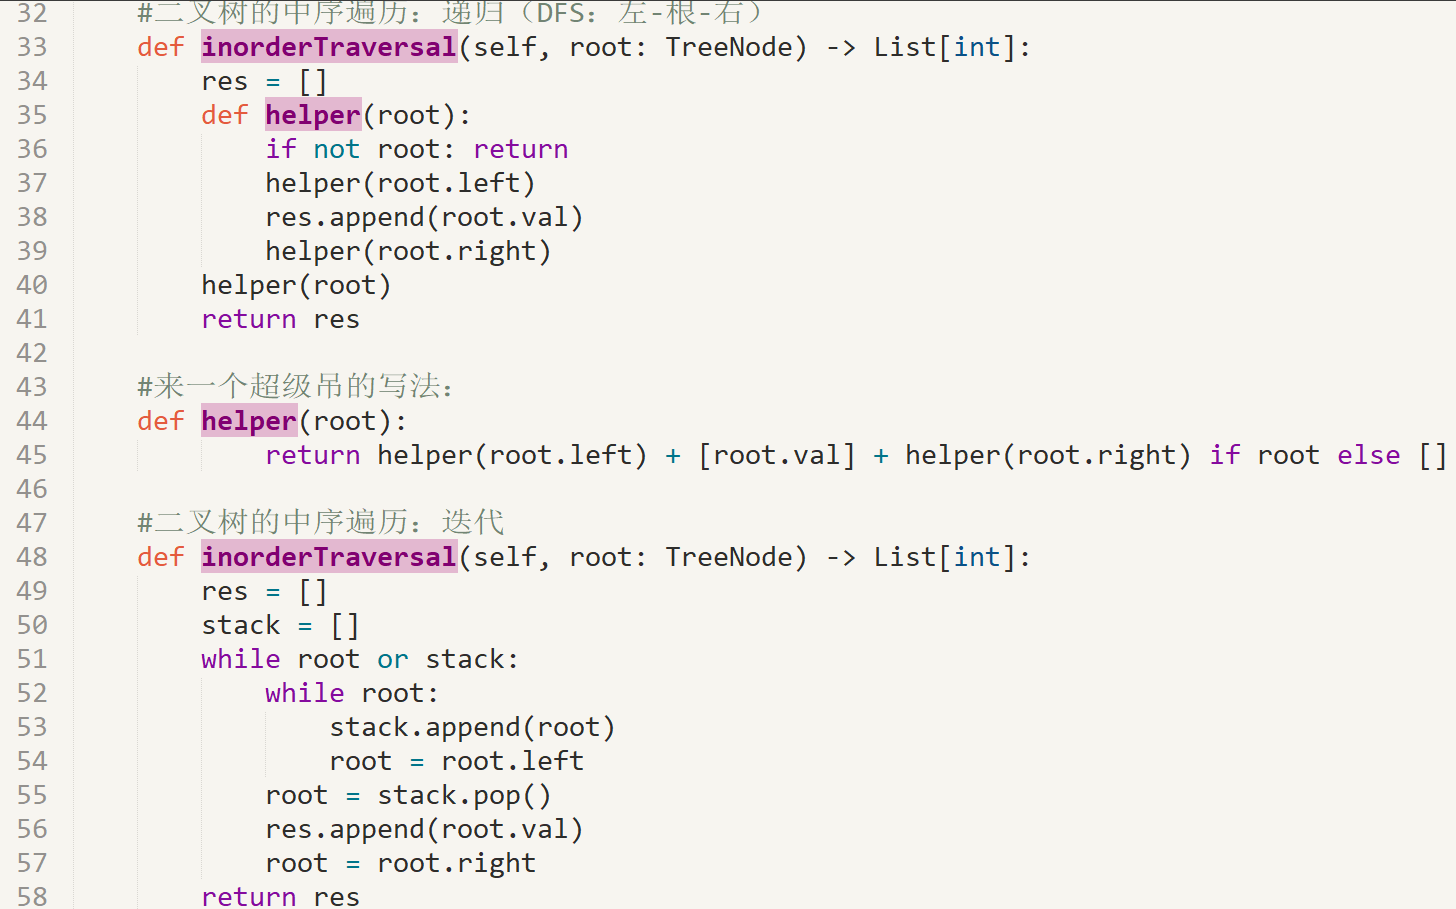 32 #二叉树的中序遍历：递归（DFS：左-根-右）
33 def inorderTraversal(self, root: TreeNode) -> List[int]:
34 res = []
35 def helper(root):
36 if not root: return
37 helper(root.left)
38 res.append(root.val)
39 helper(root.right)
40 helper(root)
41 return res
42
43 #来一个超级吊的写法：
44 def helper(root):
45 return helper(root.left) + [root.val] + helper(root.right) if root else []
46
47 #二叉树的中序遍历：迭代
48 def inorderTraversal(self, root: TreeNode) -> List[int]:
49 res = []
50 stack = []
51 while root or stack:
52 while root:
53 stack.append(root)
54 root = root.left
55 root = stack.pop()
56 res.append(root.val)
57 root = root.right
58 return res